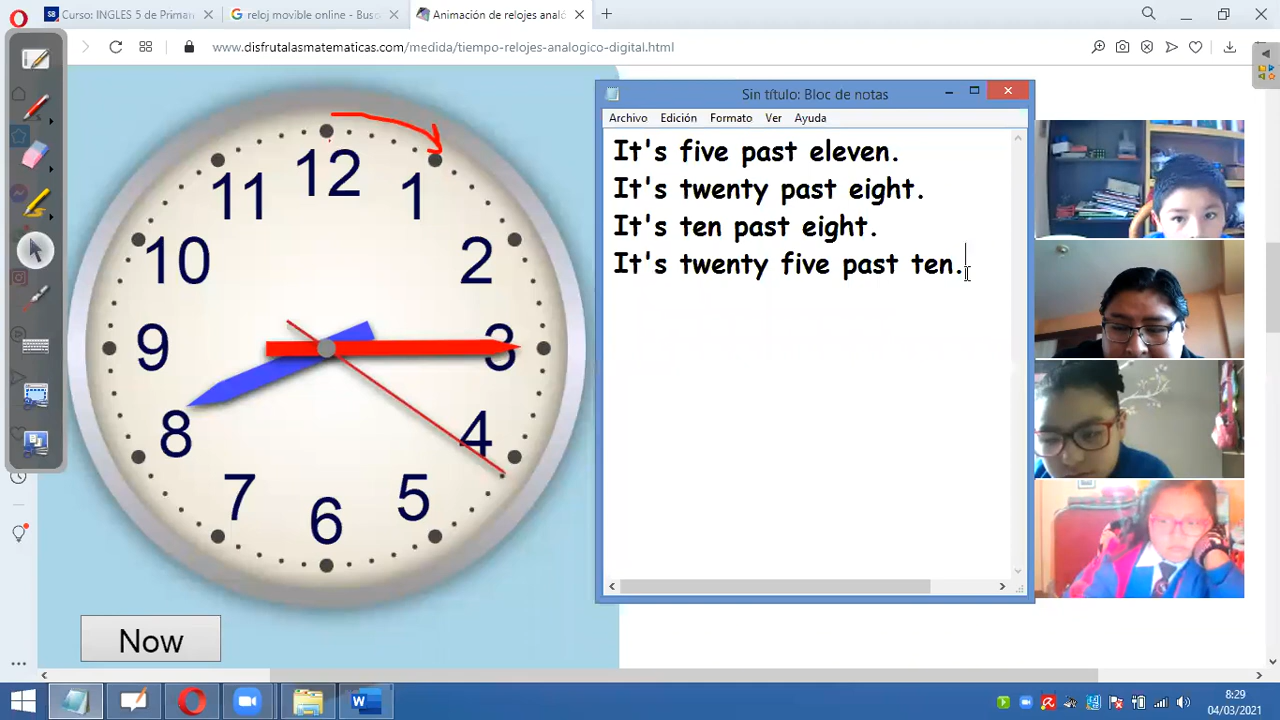 Curso: INGLES 5 de Primar
reloj movible online - Buso
Animación de relojes analó
www.disfrutalasmatematicas.com/medida/tiempo-relojes-analogico-digital.html
Sin título: Bloc de notas
Archivo Edición Formato Ver Ayuda
It's five past eleven.
It's twenty past eight.
It's ten past eight.
It's twenty five past ten.
12
1
2
3
4
5
6
7
8
9
10
11
Now
8:29
04/03/2021